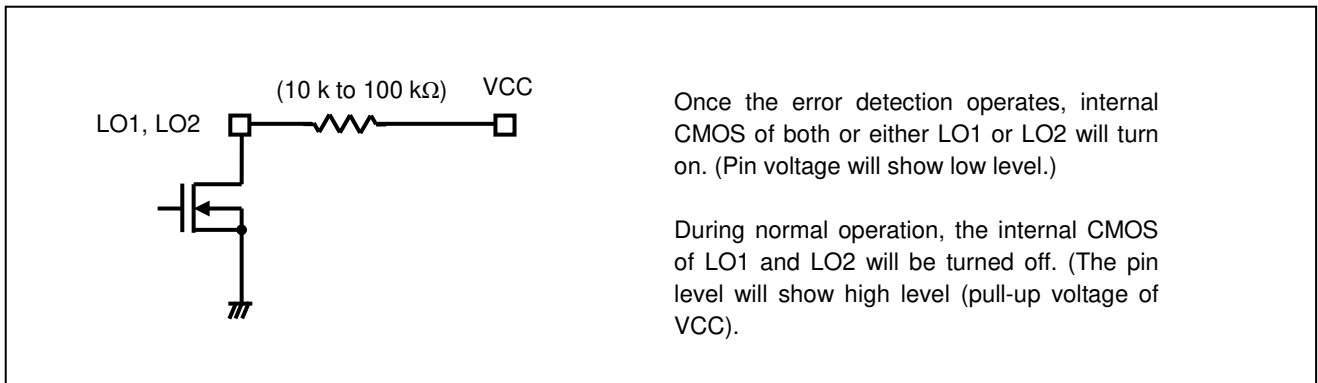 (10 k to 100 kΩ)
VCC
LO1, LO2
Once the error detection operates, internal
CMOS of both or either LO1 or LO2 will turn
on. (Pin voltage will show low level.)
During normal operation, the internal CMOS
of LO1 and LO2 will be turned off. (The pin
level will show high level (pull-up voltage of
VCC).